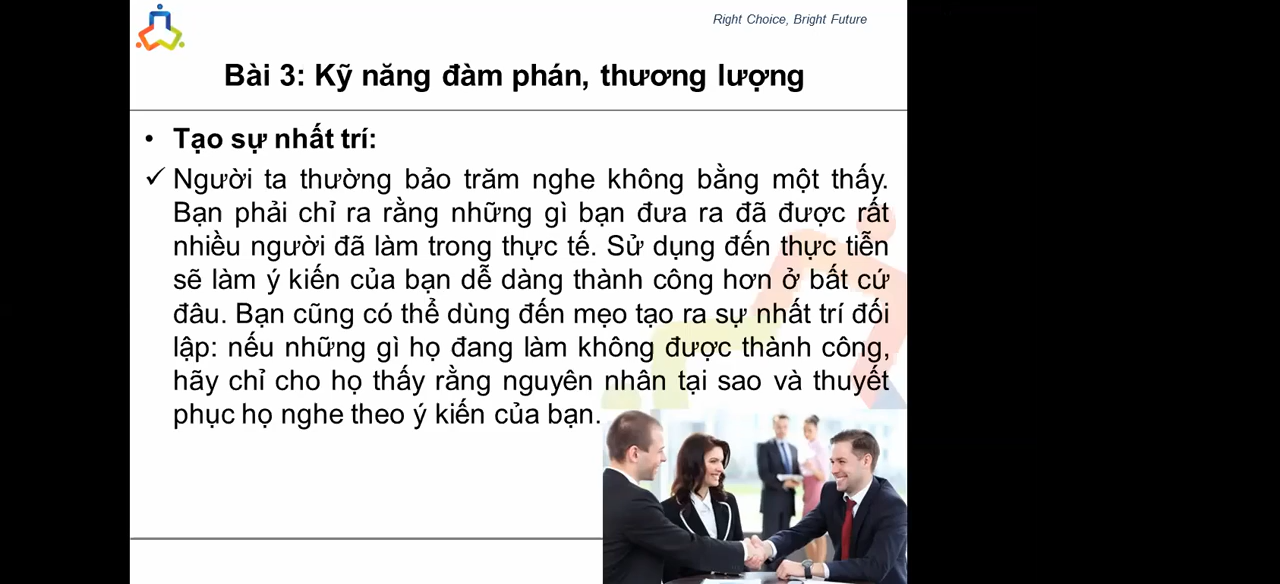 Right Choice, Bright Future
Bài 3: Kỹ năng đàm phán, thương lượng
• Tạo sự nhất trí:
✓ Người ta thường bảo trăm nghe không bằng một thấy.
Bạn phải chỉ ra rằng những gì bạn đưa ra đã được rất
nhiều người đã làm trong thực tế. Sử dụng đến thực tiễn
sẽ làm ý kiến của bạn dễ dàng thành công hơn ở bất cứ
đâu. Bạn cũng có thể dùng đến mẹo tạo ra sự nhất trí đối
lập: nếu những gì họ đang làm không được thành công,
hãy chỉ cho họ thấy rằng nguyên nhân tại sao và thuyết
phục họ nghe theo ý kiến của bạn.